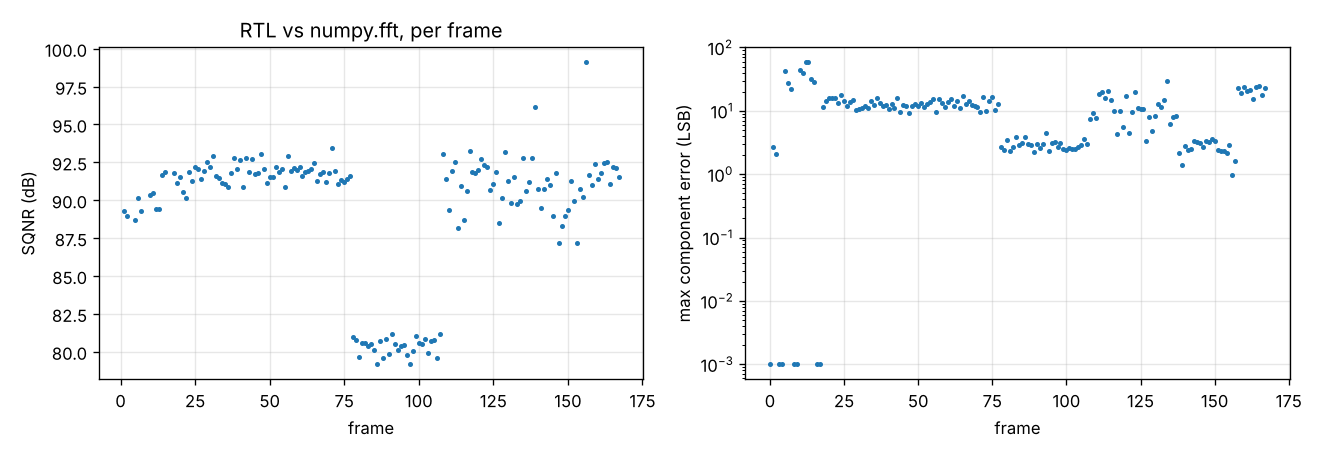 RTL vs numpy.fft, per frame
SQNR (dB)
100.0
97.5
95.0
92.5
90.0
87.5
85.0
82.5
80.0
0 25 50 75 100 125 150 175
frame
max component error (LSB)
10²
10¹
10⁰
10⁻¹
10⁻²
10⁻³
0 25 50 75 100 125 150 175
frame